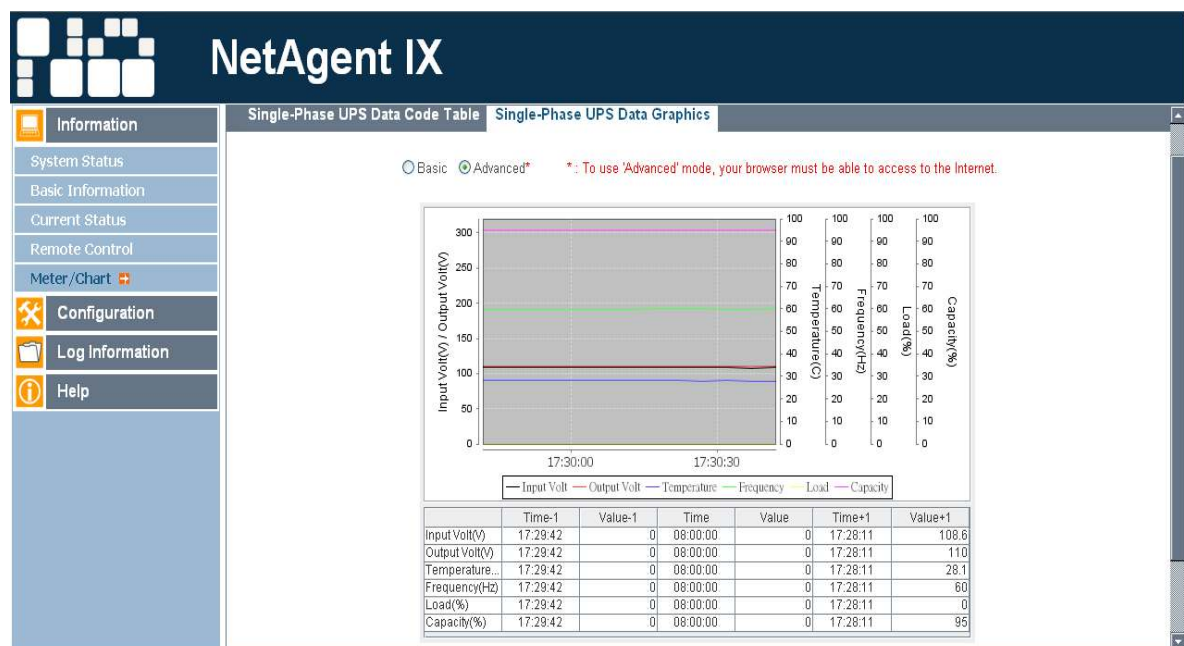 NetAgent IX
Information
System Status
Basic Information
Current Status
Remote Control
Meter/Chart
Configuration
Log Information
Help
Single-Phase UPS Data Code Table Single-Phase UPS Data Graphics
Basic Advanced* *: To use 'Advanced' mode, your browser must be able to access to the Internet.
Input Volt(V) / Output Volt(V)
300
250
200
150
100
50
0
100 100 100 100
90 90 90 90
80 80 80 80
70 70 70 70
60 60 60 60
50 50 50 50
40 40 40 40
30 30 30 30
20 20 20 20
10 10 10 10
0 0 0 0
Temperature(C)
Frequency(Hz)
Load(%)
Capacity(%)
17:30:00 17:30:30
Input Volt Output Volt Temperature Frequency Load Capacity
Time-1 Value-1 Time Value Time+1 Value+1
Input Volt(V) 17:29:42 0 08:00:00 0 17:28:11 108.6
Output Volt(V) 17:29:42 0 08:00:00 0 17:28:11 110
Temperature... 17:29:42 0 08:00:00 0 17:28:11 28.1
Frequency(Hz) 17:29:42 0 08:00:00 0 17:28:11 60
Load(%) 17:29:42 0 08:00:00 0 17:28:11 0
Capacity(%) 17:29:42 0 08:00:00 0 17:28:11 95